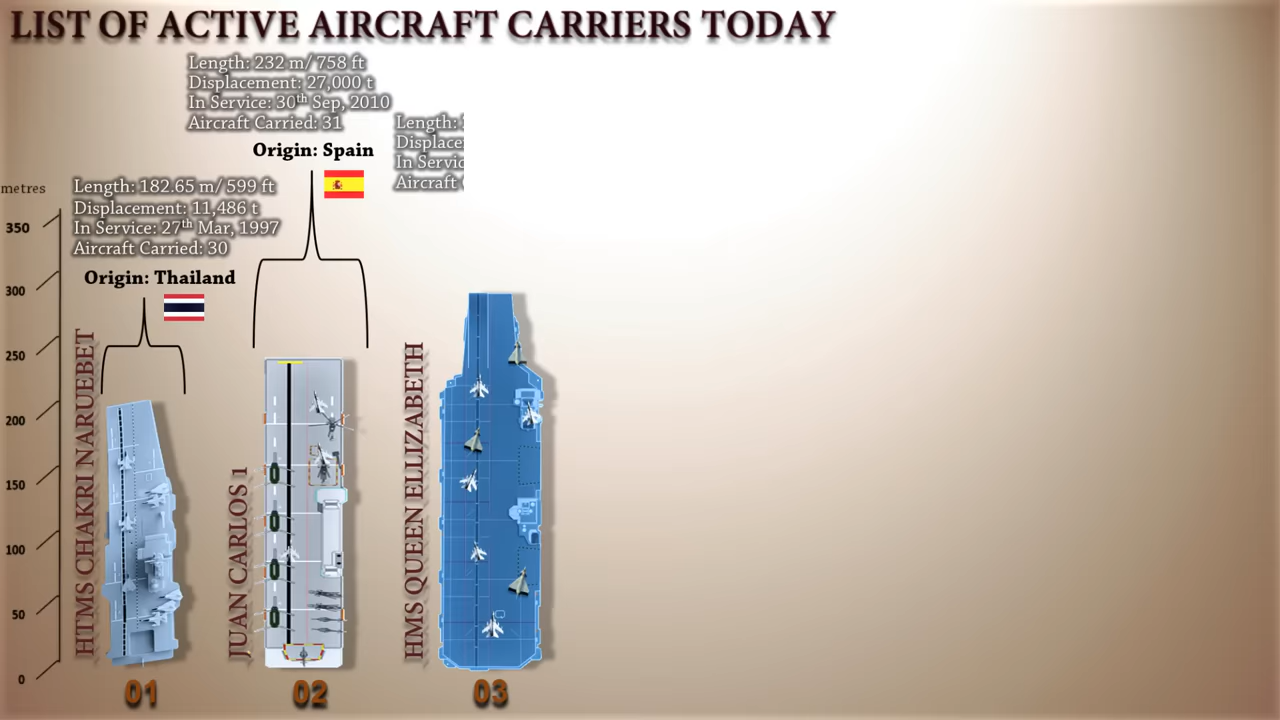 LIST OF ACTIVE AIRCRAFT CARRIERS TODAY
Length: 232 m/ 758 ft
Displacement: 27,000 t
In Service: 30th Sep, 2010
Aircraft Carried: 31
Origin: Spain
Length:
Displace
In Servic
Aircraft
metres
Length: 182.65 m/ 599 ft
Displacement: 11,486 t
In Service: 27th Mar, 1997
Aircraft Carried: 30
Origin: Thailand
350
300
250
200
150
100
50
0
HTMS CHAKRI NARUEBET
JUAN CARLOS 1
HMS QUEEN ELLIZABETH
01
02
03